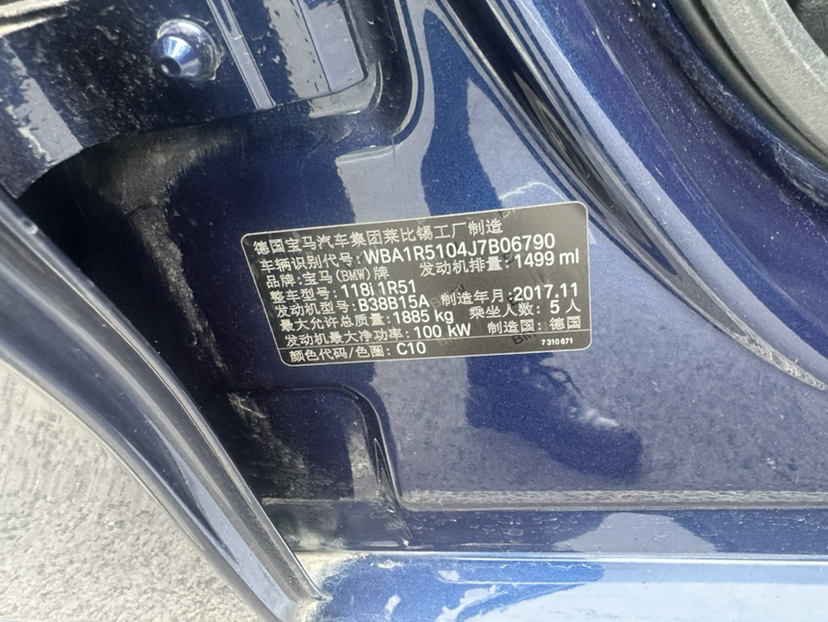 德国宝马汽车集团莱比锡工厂制造
车辆识别代号：WBA1R5104J7B06790
品牌：宝马(BMW)牌 发动机排量：1499 ml
整车型号：118i 1R51
发动机型号：B38B15A 制造年月：2017.11
最大允许总质量：1885 kg 乘坐人数：5 人
发动机最大净功率：100 kW 制造国：德国
颜色代码/色圈：C10 7310671